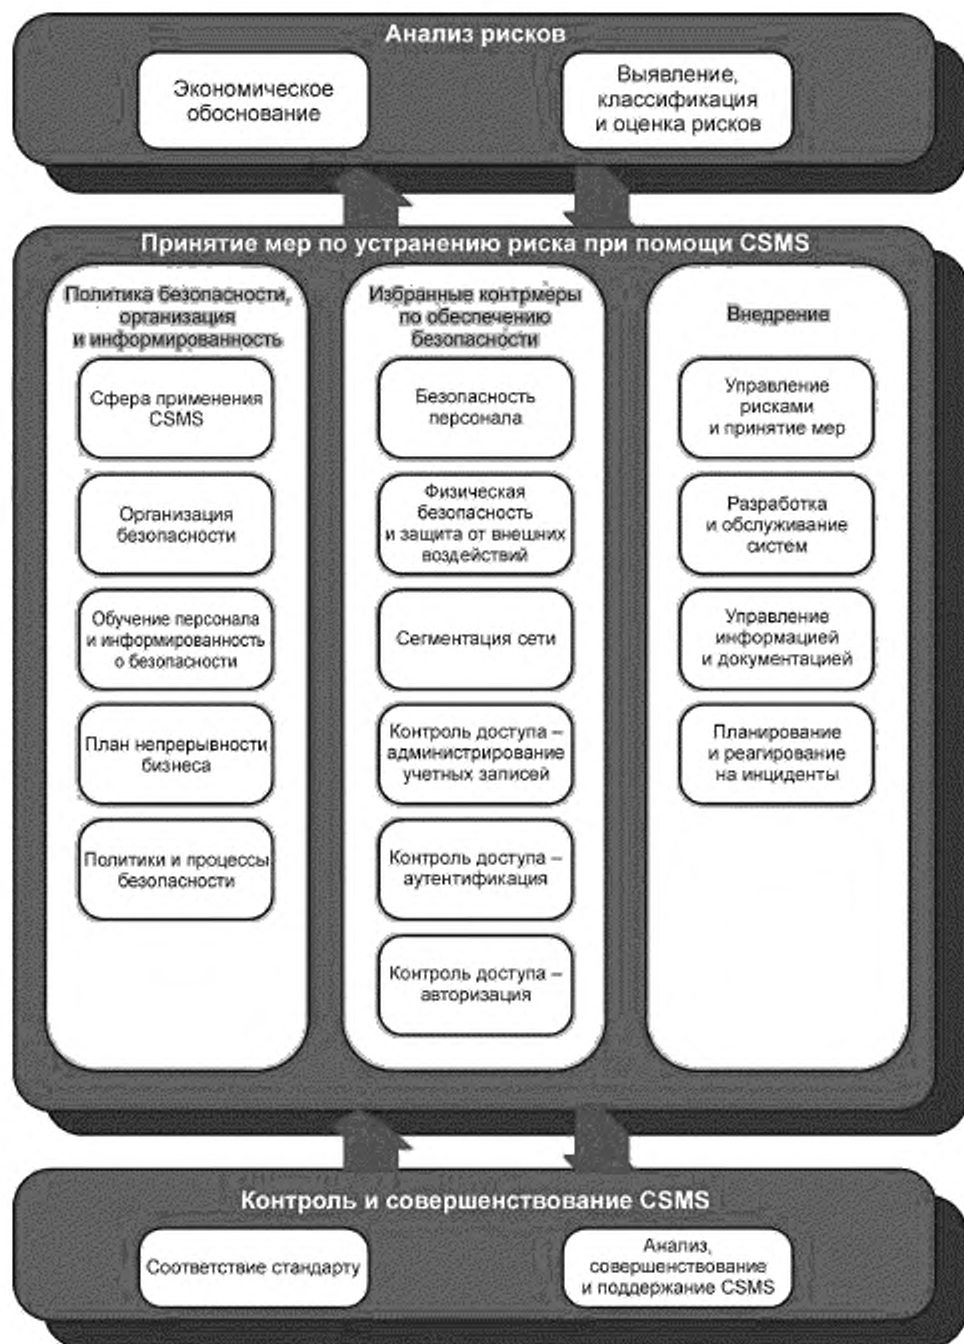 Анализ рисков
Экономическое
обоснование
Выявление,
классификация
и оценка рисков
Принятие мер по устранению риска при помощи CSMS
Политика безопасности,
организация
и информированность
Сфера применения
CSMS
Организация
безопасности
Обучение персонала
и информированность
о безопасности
План непрерывности
бизнеса
Политики и процессы
безопасности
Избранные контрмеры
по обеспечению
безопасности
Безопасность
персонала
Физическая
безопасность
и защита от внешних
воздействий
Сегментация сети
Контроль доступа –
администрирование
учетных записей
Контроль доступа –
аутентификация
Контроль доступа –
авторизация
Внедрение
Управление
рисками
и принятие мер
Разработка
и обслуживание
систем
Управление
информацией
и документацией
Планирование
и реагирование
на инциденты
Контроль и совершенствование CSMS
Соответствие стандарту
Анализ,
совершенствование
и поддержание CSMS